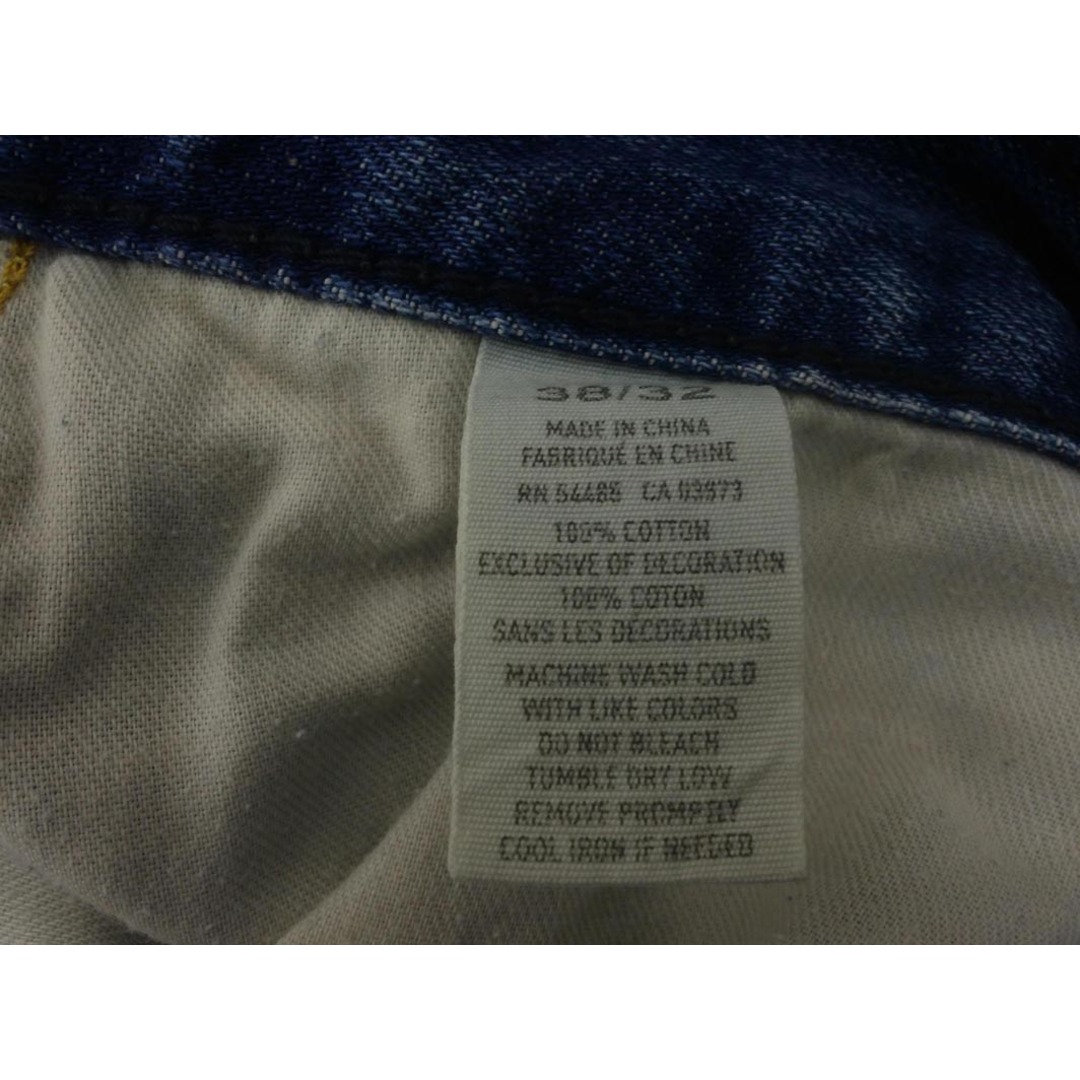 38/32
MADE IN CHINA
FABRIQUÉ EN CHINE
RN 54485 CA 03973
100% COTTON
EXCLUSIVE OF DECORATION
100% COTON
SANS LES DÉCORATIONS
MACHINE WASH COLD
WITH LIKE COLORS
DO NOT BLEACH
TUMBLE DRY LOW
REMOVE PROMPTLY
COOL IRON IF NEEDED